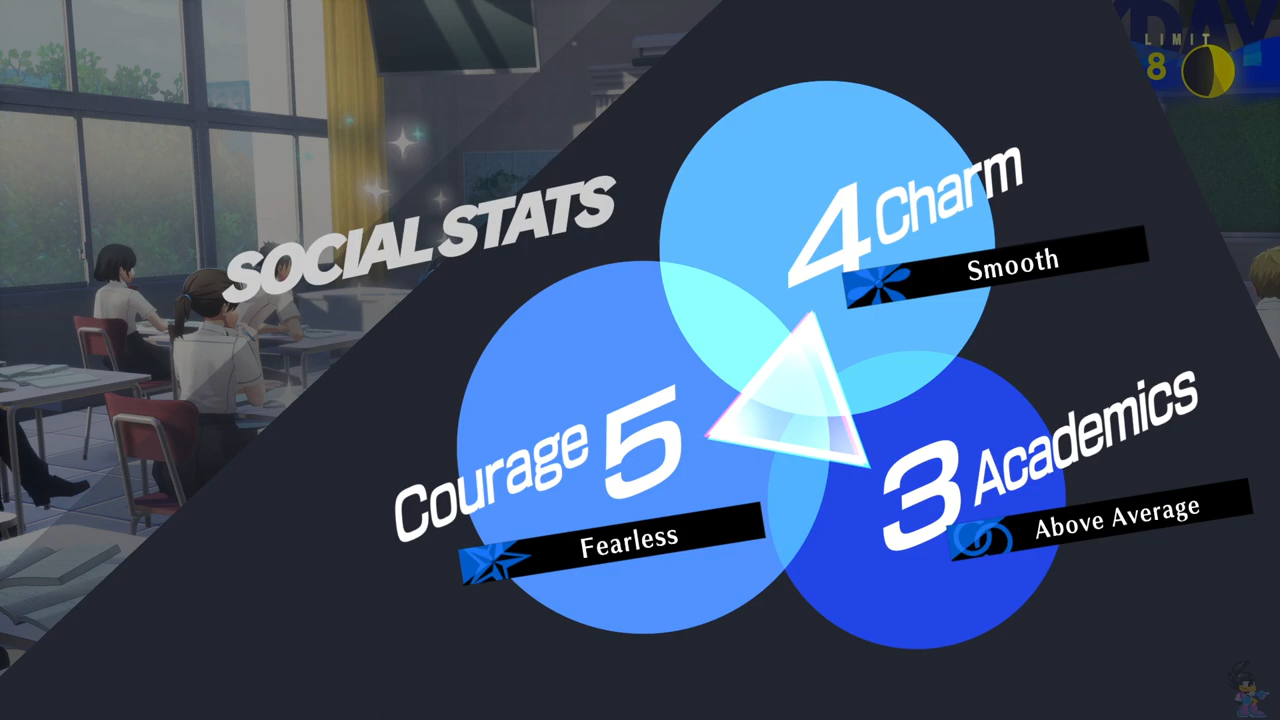 LIMIT
8
SOCIAL STATS
4 Charm
Smooth
Courage 5
Fearless
3 Academics
Above Average